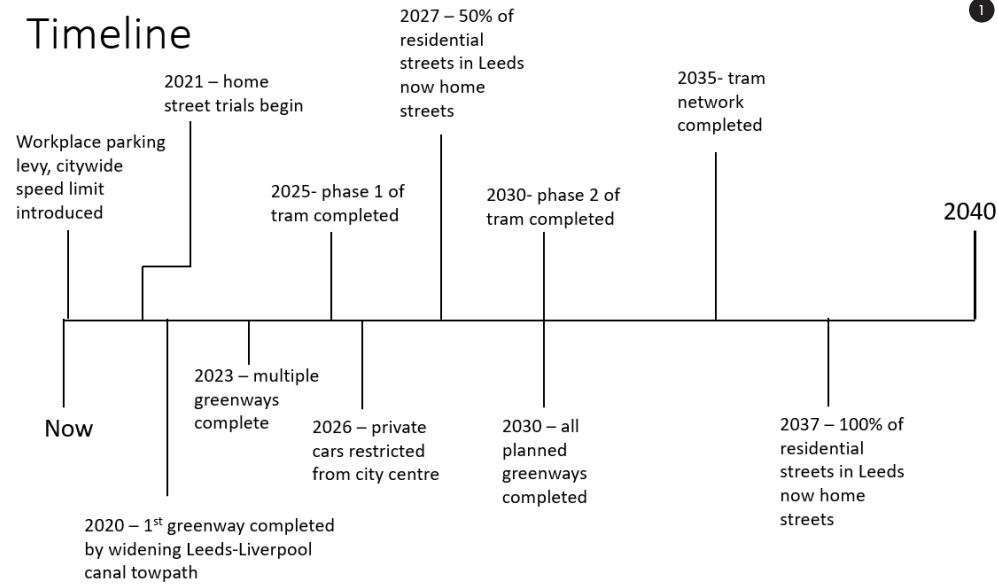 Timeline
1
2027 – 50% of
residential
streets in Leeds
now home
streets
2021 – home
street trials begin
2035- tram
network
completed
Workplace parking
levy, citywide
speed limit
introduced
2025- phase 1 of
tram completed
2030- phase 2 of
tram completed
2040
Now
2023 – multiple
greenways
complete
2026 – private
cars restricted
from city centre
2030 – all
planned
greenways
completed
2037 – 100% of
residential
streets in Leeds
now home
streets
2020 – 1st greenway completed
by widening Leeds-Liverpool
canal towpath